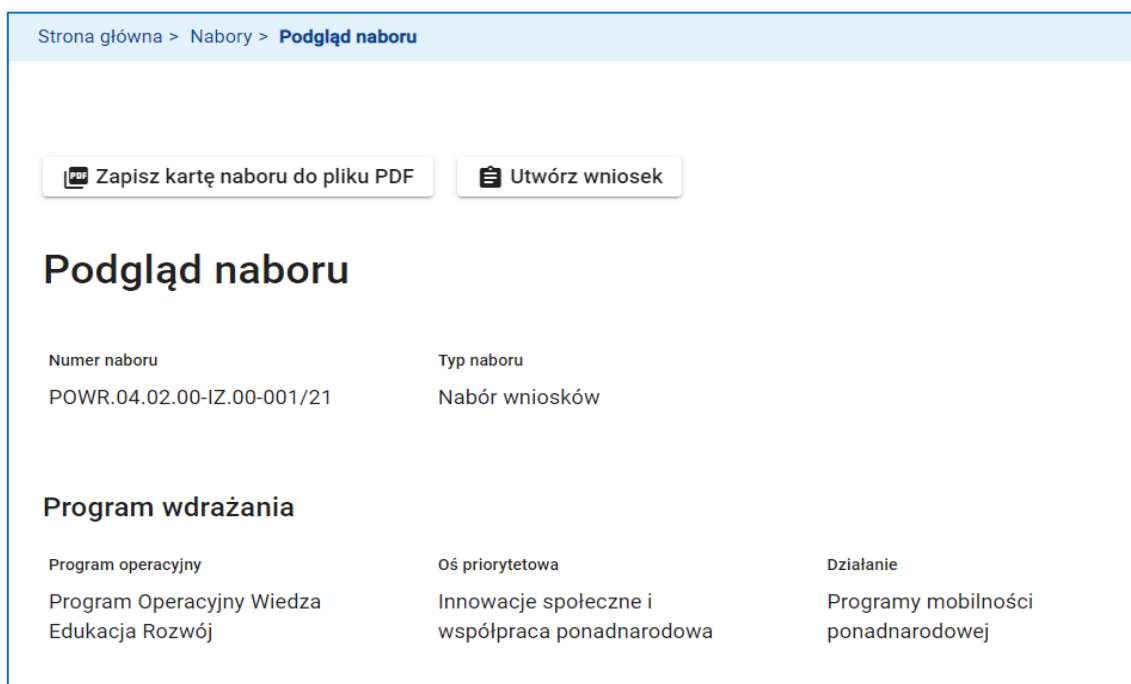 Strona główna > Nabory > Podgląd naboru
Zapisz kartę naboru do pliku PDF
Utwórz wniosek
Podgląd naboru
Numer naboru
Typ naboru
POWR.04.02.00-IZ.00-001/21
Nabór wniosków
Program wdrażania
Program operacyjny
Oś priorytetowa
Działanie
Program Operacyjny Wiedza
Edukacja Rozwój
Innowacje społeczne i
współpraca ponadnarodowa
Programy mobilności
ponadnarodowej